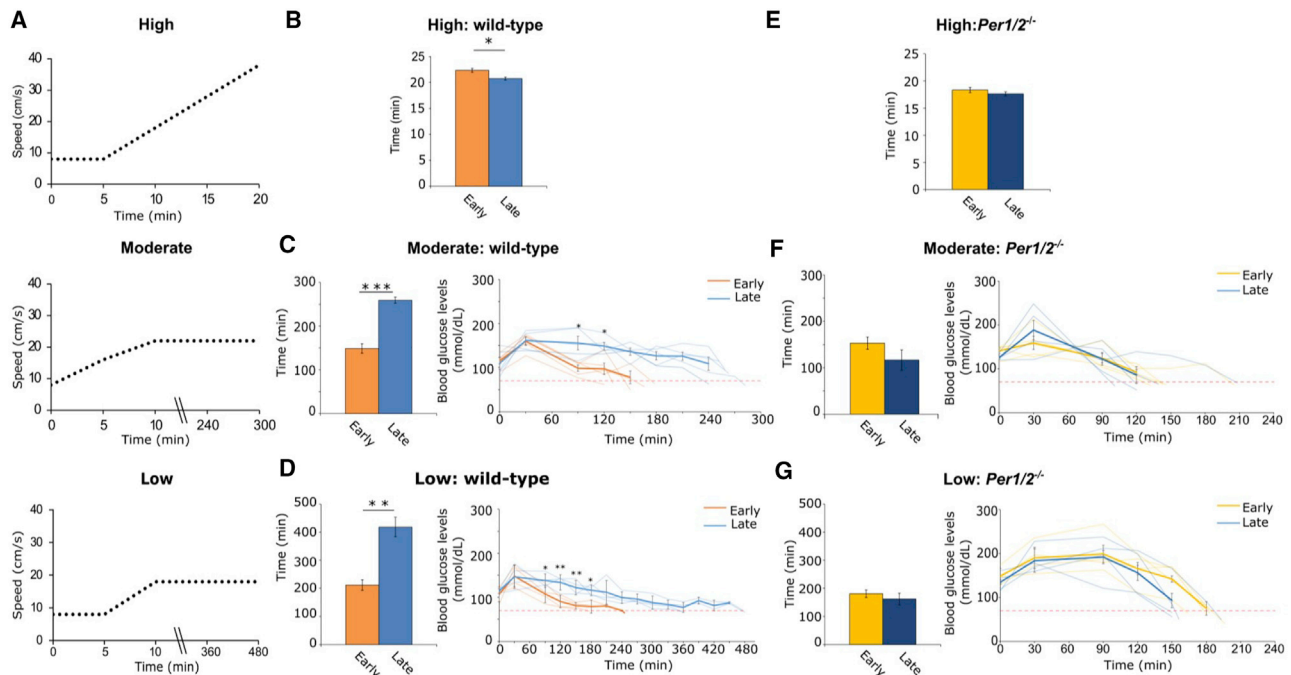 A
High
Speed (cm/s)
40
30
20
10
0
0 5 10 15 20
Time (min)
B
High: wild-type
*
Time (min)
25
20
15
10
5
0
Early Late
E
High:Per1/2-/-
Time (min)
25
20
15
10
5
0
Early Late
Moderate
Speed (cm/s)
40
30
20
10
0
0 5 10 240 300
Time (min)
C
Moderate: wild-type
***
Time (min)
300
200
100
0
Early Late
Blood glucose levels
(mmol/dL)
300
200
100
0
* *
0 60 120 180 240 300
Time (min)
Early
Late
F
Moderate: Per1/2-/-
Time (min)
300
200
100
0
Early Late
Blood glucose levels
(mmol/dL)
300
200
100
0
0 30 60 90 120 150 180 210 240
Time (min)
Early
Late
Low
Speed (cm/s)
40
30
20
10
0
0 5 10 360 480
Time (min)
D
Low: wild-type
**
Time (min)
500
400
300
200
100
0
Early Late
Blood glucose levels
(mmol/dL)
300
200
100
0
* ** ** *
0 60 120 180 240 300 360 420 480
Time (min)
Early
Late
G
Low: Per1/2-/-
Time (min)
500
400
300
200
100
0
Early Late
Blood glucose levels
(mmol/dL)
300
200
100
0
0 30 60 90 120 150 180 210 240
Time (min)
Early
Late